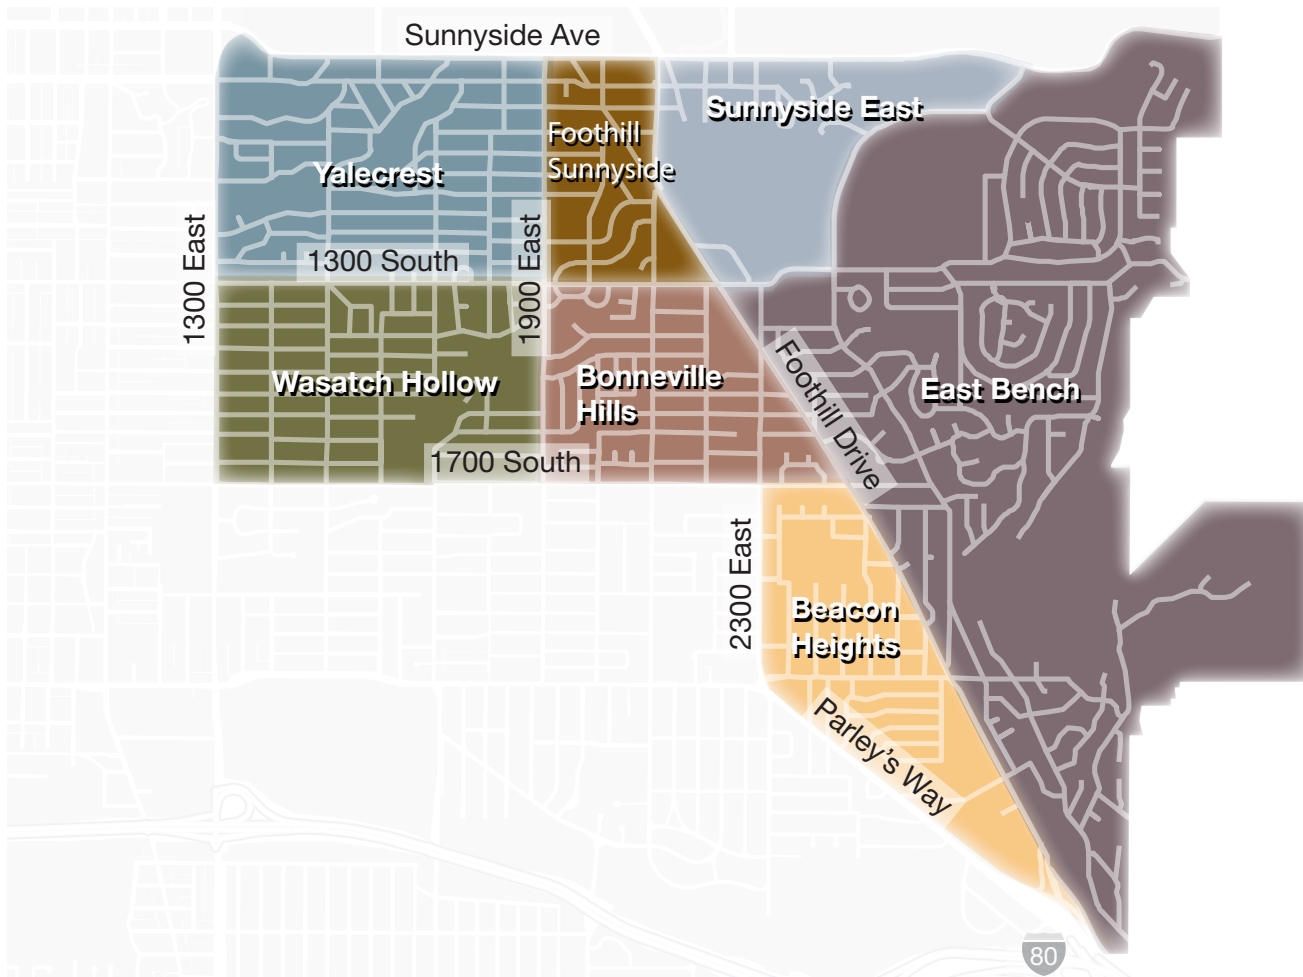 Sunnyside Ave
Sunnyside East
Foothill
Sunnyside
Yalecrest
1300 East
1300 South
1900 East
Wasatch Hollow
Bonneville
Hills
Foothill Drive
East Bench
1700 South
2300 East
Beacon
Heights
Parley's Way
80